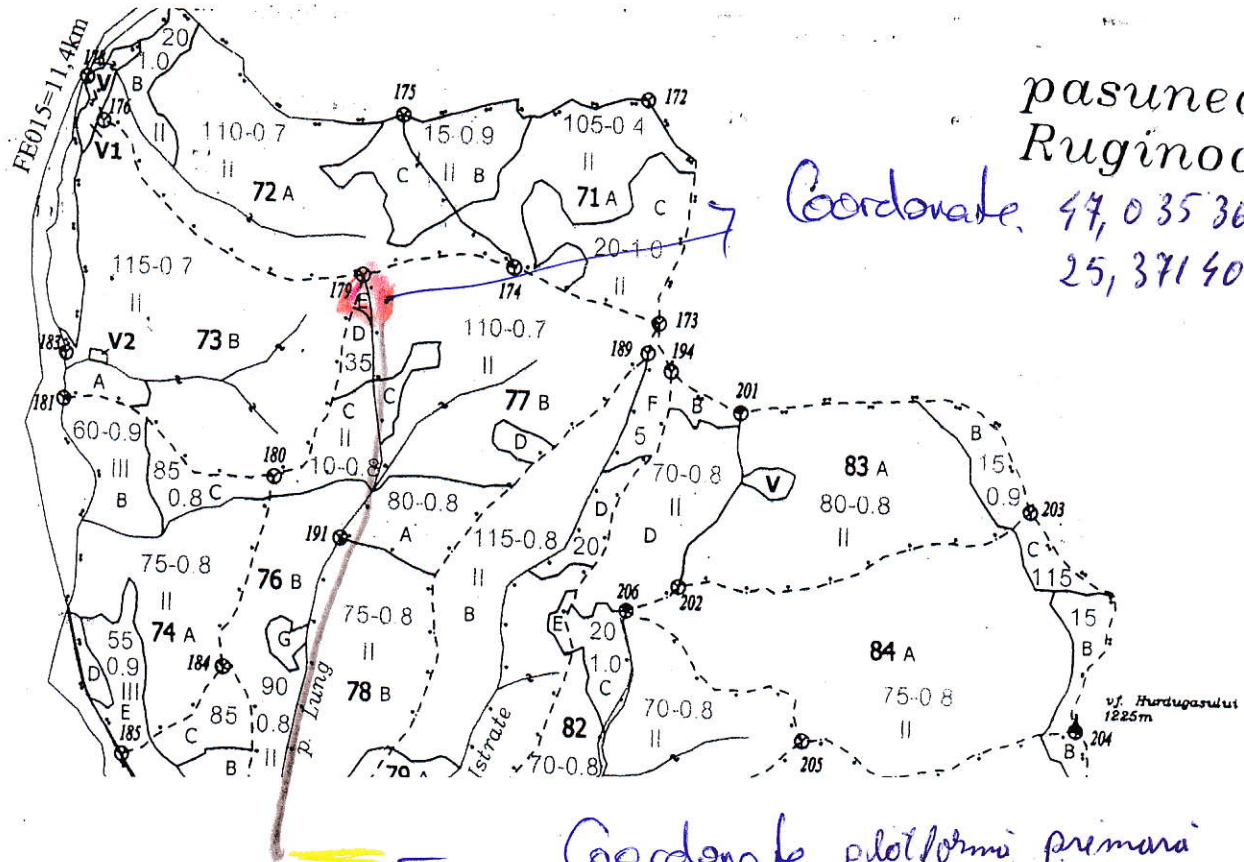 FE015=11,4km
178
V
176
V1
20
1.0
B
II
110-0.7
II
72 A
175
15-0.9
II
C
B
105-0.4
II
71 A
172
C
20-1.0
II
pasunea
Ruginoa
Coordonate. 47,03536
25,37140
115-0.7
II
73 B
179
E
D
35
174
173
110-0.7
II
77 B
189
194
201
183
V2
A
181
60-0.9
III
B
85
0.8
C
180
C
II
10-0.8
C
D
F
5
B
70-0.8
II
D
V
83 A
80-0.8
II
B
15
0.9
203
80-0.8
A
191
115-0.8
II
B
D
20
C
115
75-0.8
II
74 A
76 B
75-0.8
II
78 B
G
206
202
E
20
1.0
C
15
B
84 A
75-0.8
II
55
0.9
III
E
D
184
90
0.8
II
85
C
B
185
p. Lung
79 A
Istrate
82
70-0.8
70-0.8
II
205
vf. Hurdugasului
1225m
204
B
Coordonate platformă primară